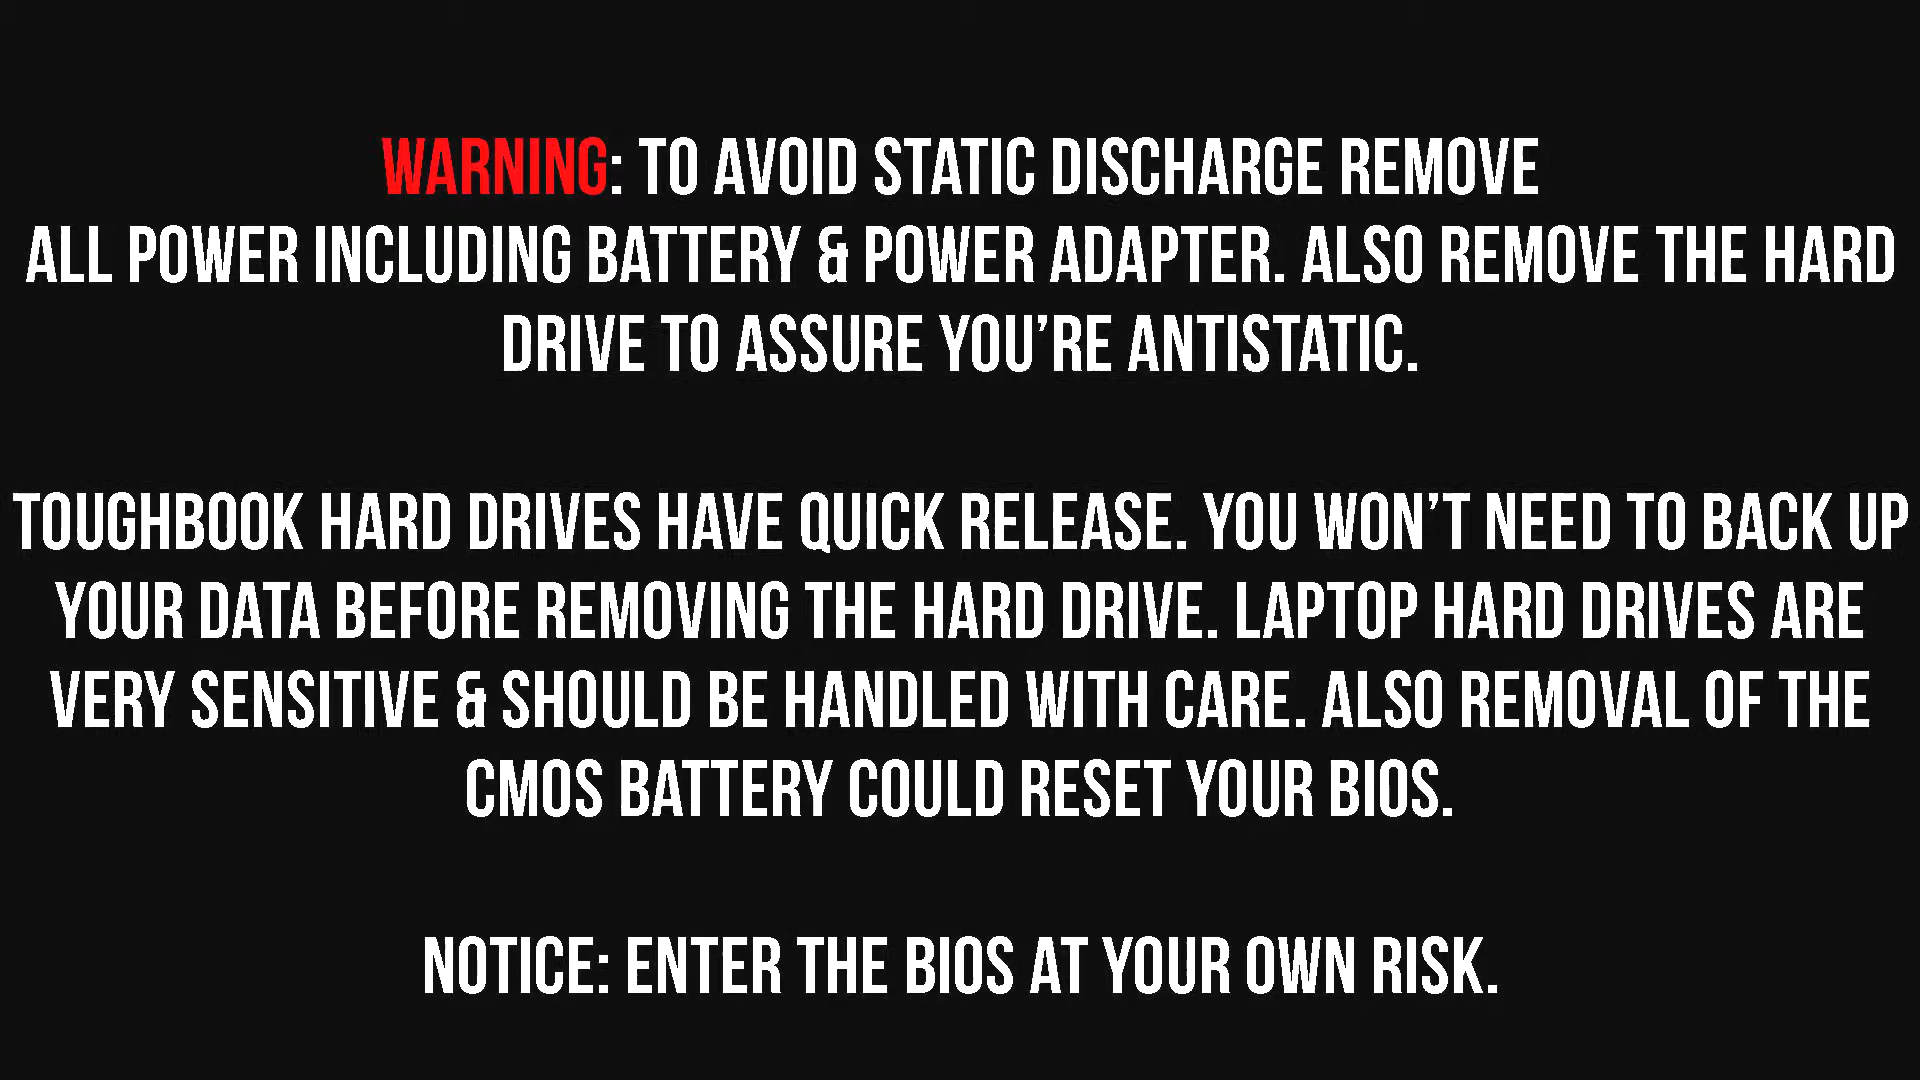 WARNING: TO AVOID STATIC DISCHARGE REMOVE
ALL POWER INCLUDING BATTERY & POWER ADAPTER. ALSO REMOVE THE HARD
DRIVE TO ASSURE YOU’RE ANTISTATIC.
TOUGHBOOK HARD DRIVES HAVE QUICK RELEASE. YOU WON’T NEED TO BACK UP
YOUR DATA BEFORE REMOVING THE HARD DRIVE. LAPTOP HARD DRIVES ARE
VERY SENSITIVE & SHOULD BE HANDLED WITH CARE. ALSO REMOVAL OF THE
CMOS BATTERY COULD RESET YOUR BIOS.
NOTICE: ENTER THE BIOS AT YOUR OWN RISK.